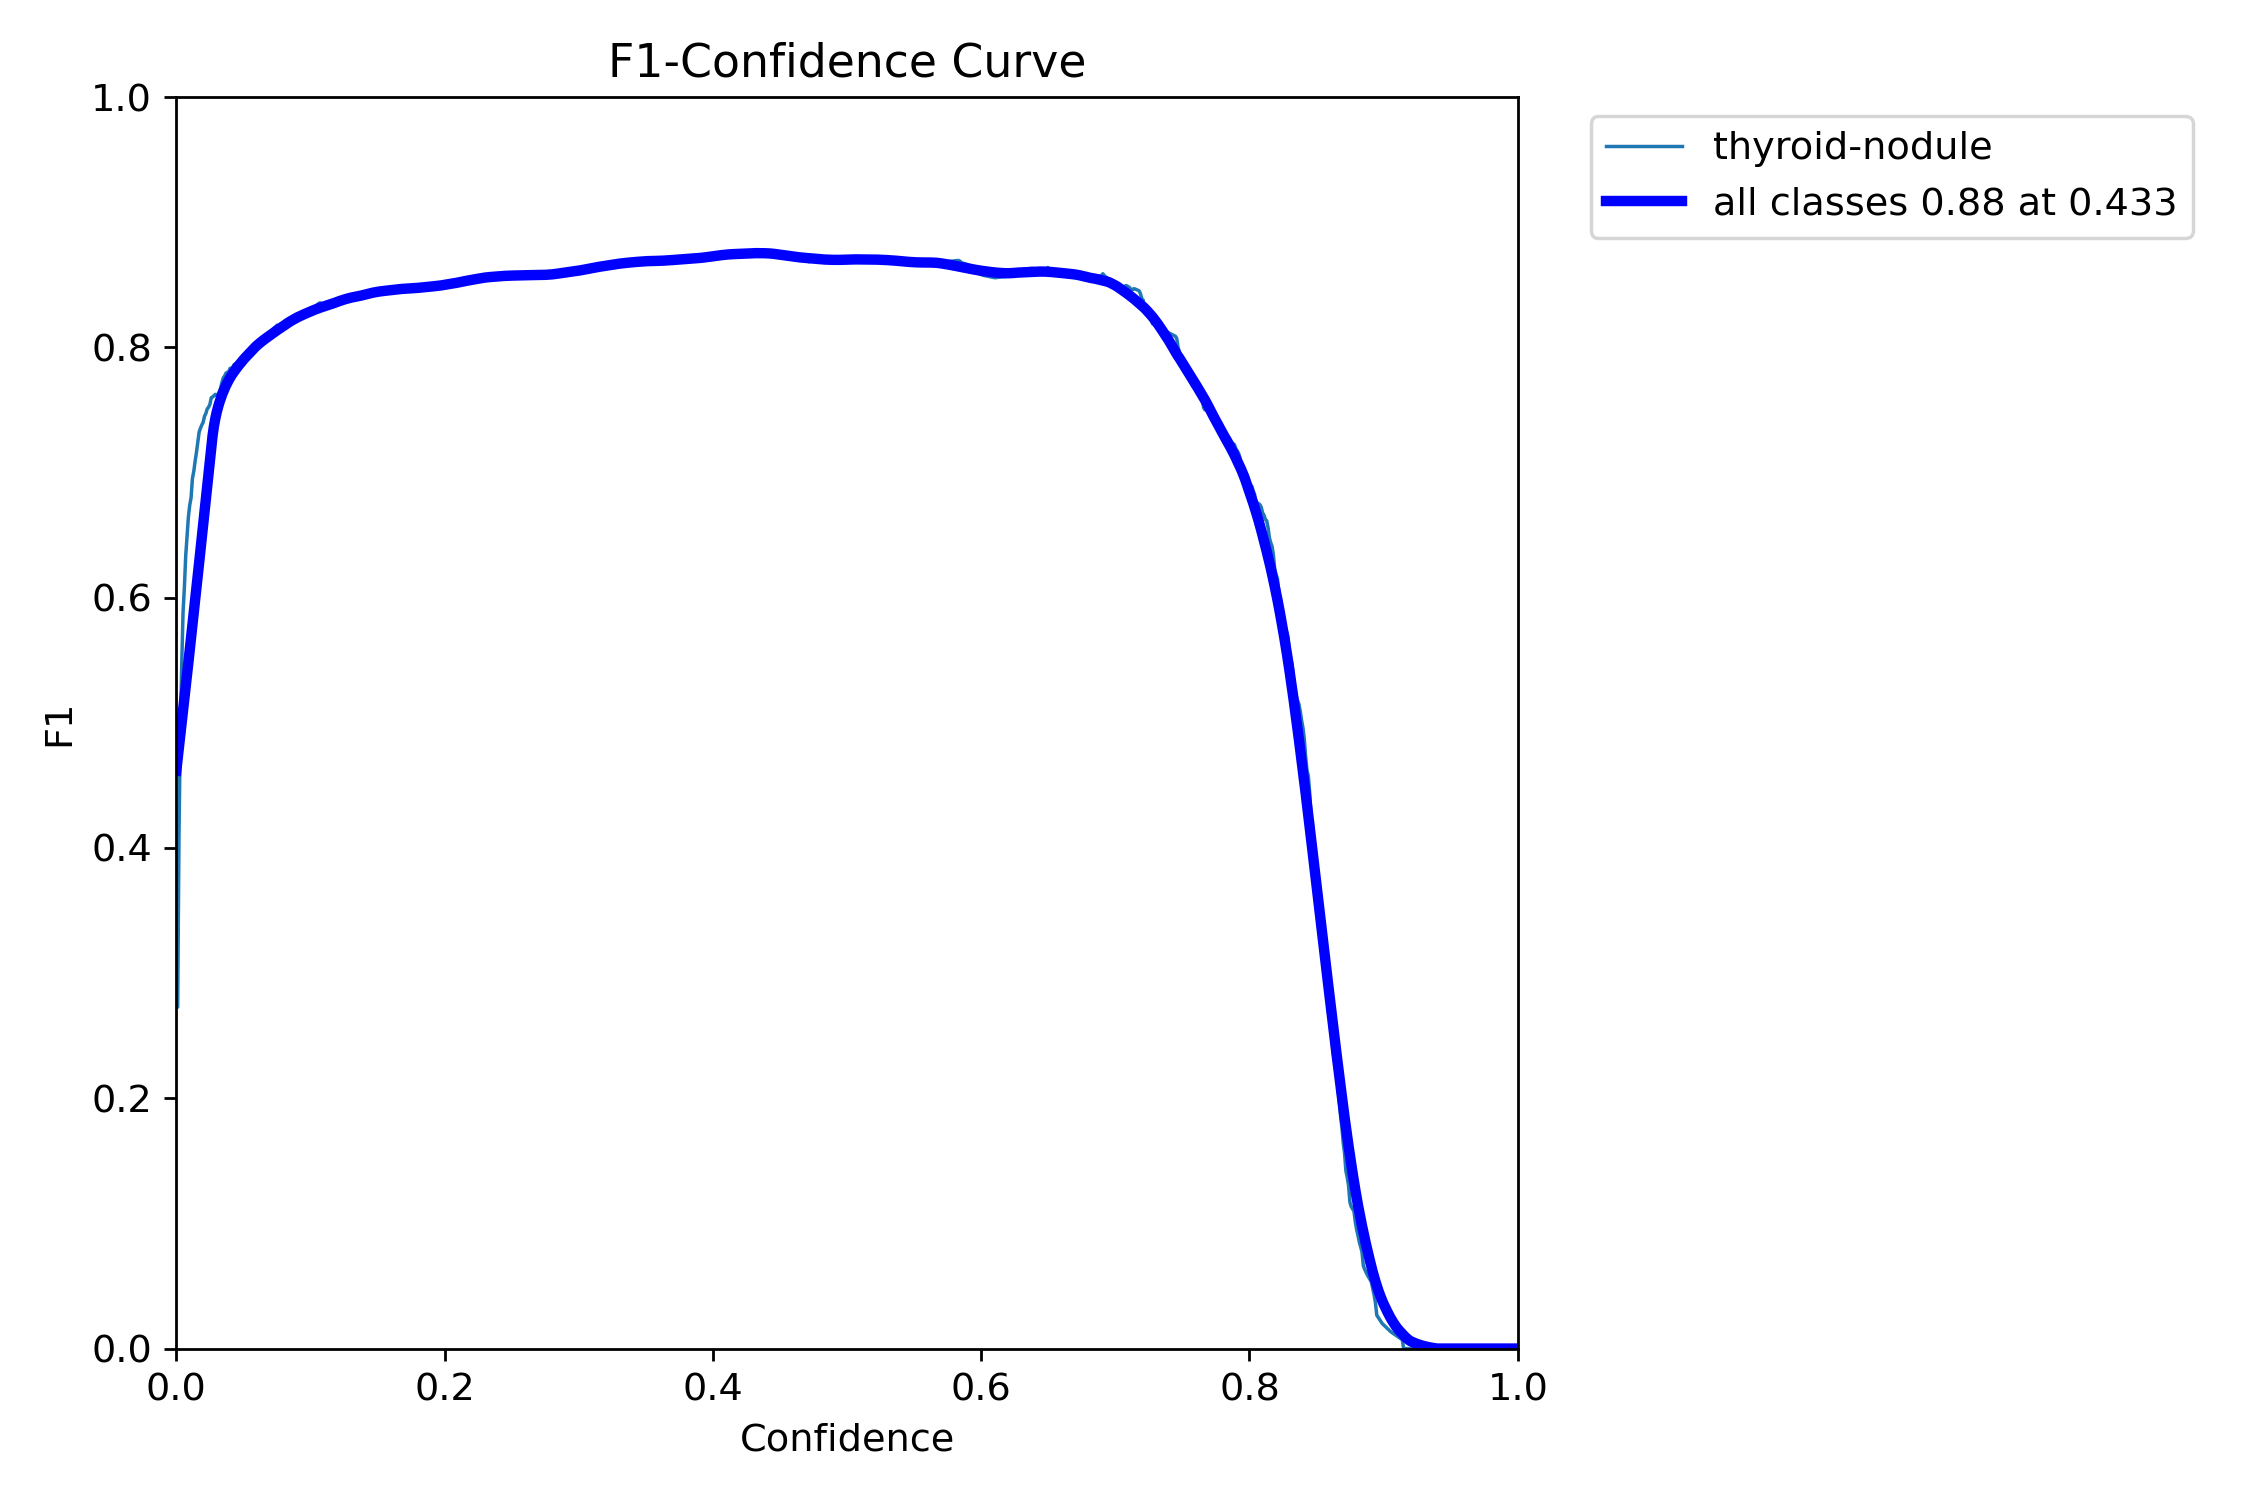 F1-Confidence Curve
thyroid-nodule
all classes 0.88 at 0.433
1.0
0.8
0.6
0.4
0.2
0.0
F1
0.0 0.2 0.4 0.6 0.8 1.0
Confidence